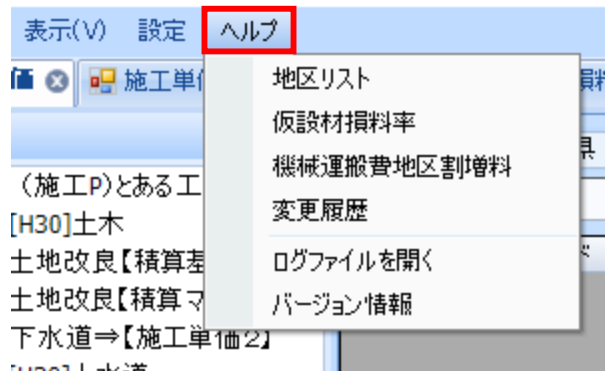 表示(V) 設定 ヘルプ
施工単
地区リスト
仮設材損料率
機械運搬費地区割増料
変更履歴
ログファイルを開く
バージョン情報
県
(施工P)とある工
[H30]土木
土地改良【積算基
土地改良【積算マ
下水道⇒【施工単価2】